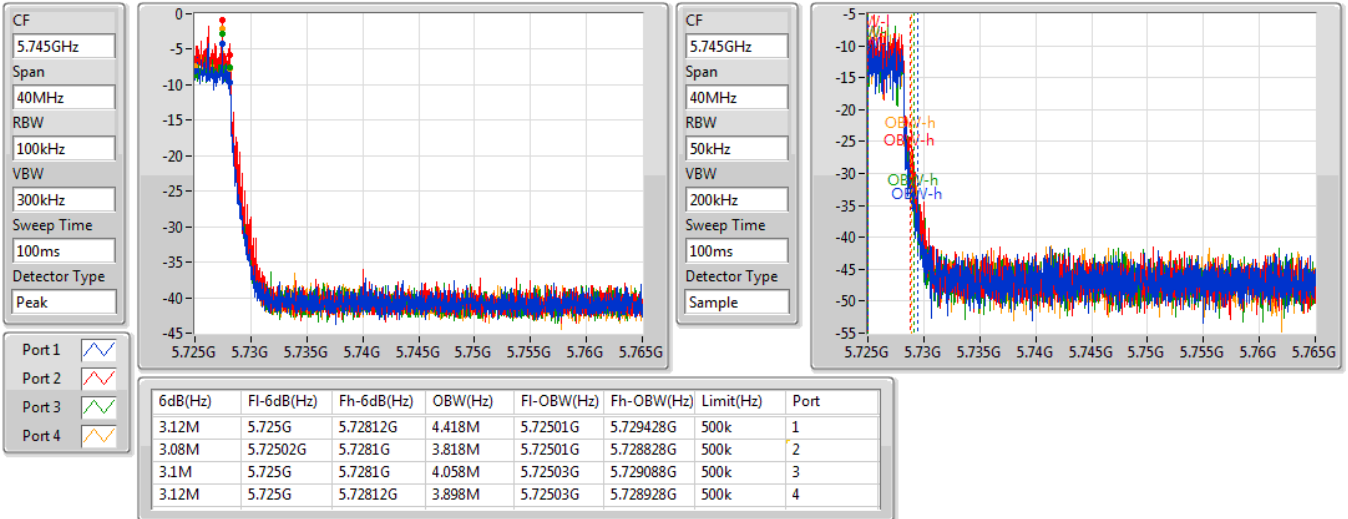 CF
5.745GHz
Span
40MHz
RBW
100kHz
VBW
300kHz
Sweep Time
100ms
Detector Type
Peak
0
-5
-10
-15
-20
-25
-30
-35
-40
-45
5.725G 5.73G 5.735G 5.74G 5.745G 5.75G 5.755G 5.76G 5.765G
CF
5.745GHz
Span
40MHz
RBW
50kHz
VBW
200kHz
Sweep Time
100ms
Detector Type
Sample
-5
-10
-15
-20
-25
-30
-35
-40
-45
-50
-55
OBW-h
OBW-h
OBW-h
OBW-h
5.725G 5.73G 5.735G 5.74G 5.745G 5.75G 5.755G 5.76G 5.765G
Port 1
Port 2
Port 3
Port 4
6dB(Hz) Fl-6dB(Hz) Fh-6dB(Hz) OBW(Hz) Fl-OBW(Hz) Fh-OBW(Hz) Limit(Hz) Port
3.12M 5.725G 5.72812G 4.418M 5.72501G 5.729428G 500k 1
3.08M 5.72502G 5.7281G 3.818M 5.72501G 5.728828G 500k 2
3.1M 5.725G 5.7281G 4.058M 5.72503G 5.729088G 500k 3
3.12M 5.725G 5.72812G 3.898M 5.72503G 5.728928G 500k 4